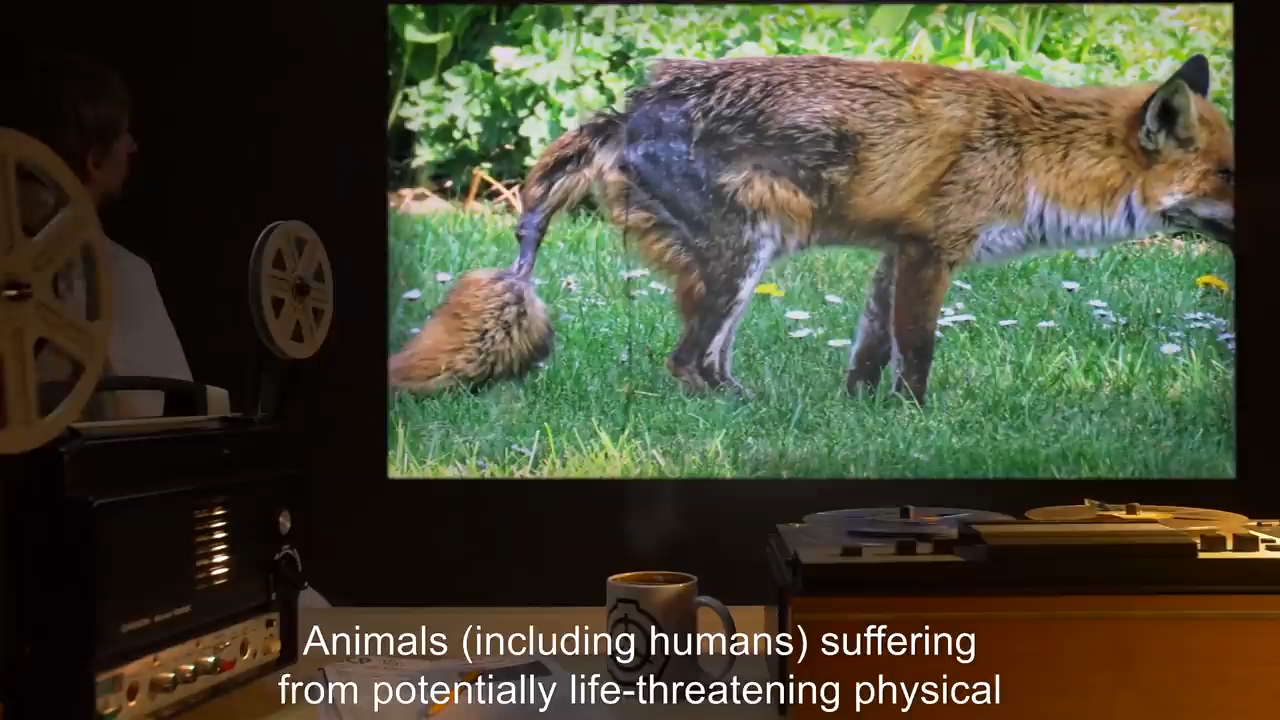 Animals (including humans) suffering
from potentially life-threatening physical